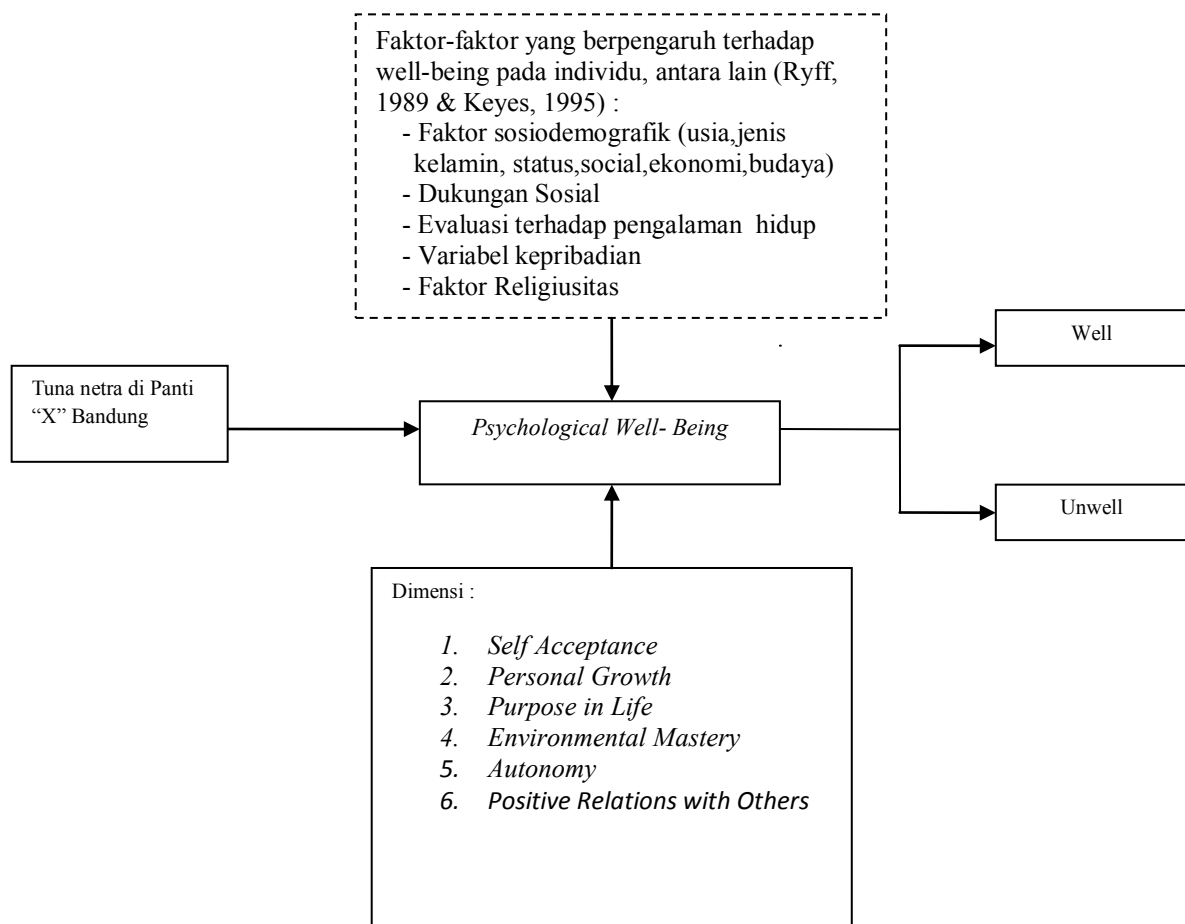 Faktor-faktor yang berpengaruh terhadap
well-being pada individu, antara lain (Ryff,
1989 & Keyes, 1995) :
- Faktor sosiodemografik (usia,jenis
kelamin, status,social,ekonomi,budaya)
- Dukungan Sosial
- Evaluasi terhadap pengalaman hidup
- Variabel kepribadian
- Faktor Religiusitas
Tuna netra di Panti
“X” Bandung
Psychological Well- Being
Well
Unwell
Dimensi :
1. Self Acceptance
2. Personal Growth
3. Purpose in Life
4. Environmental Mastery
5. Autonomy
6. Positive Relations with Others